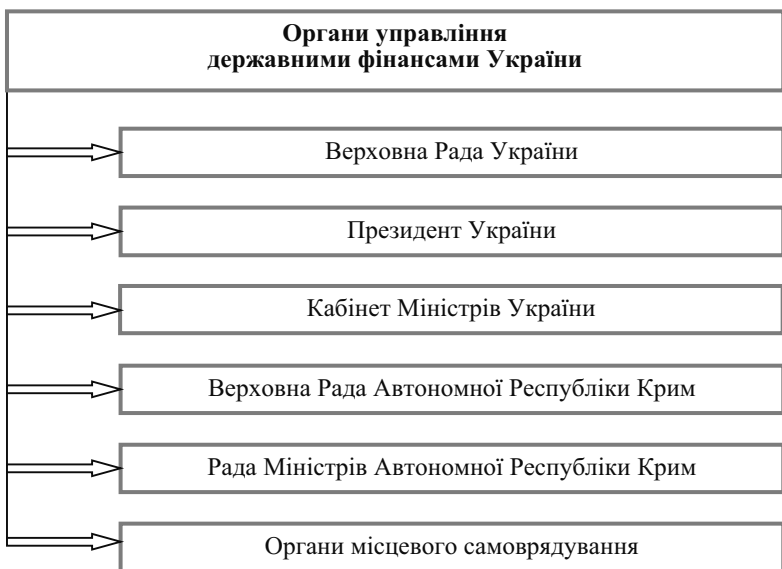 Органи управління
державними фінансами України
Верховна Рада України
Президент України
Кабінет Міністрів України
Верховна Рада Автономної Республіки Крим
Рада Міністрів Автономної Республіки Крим
Органи місцевого самоврядування